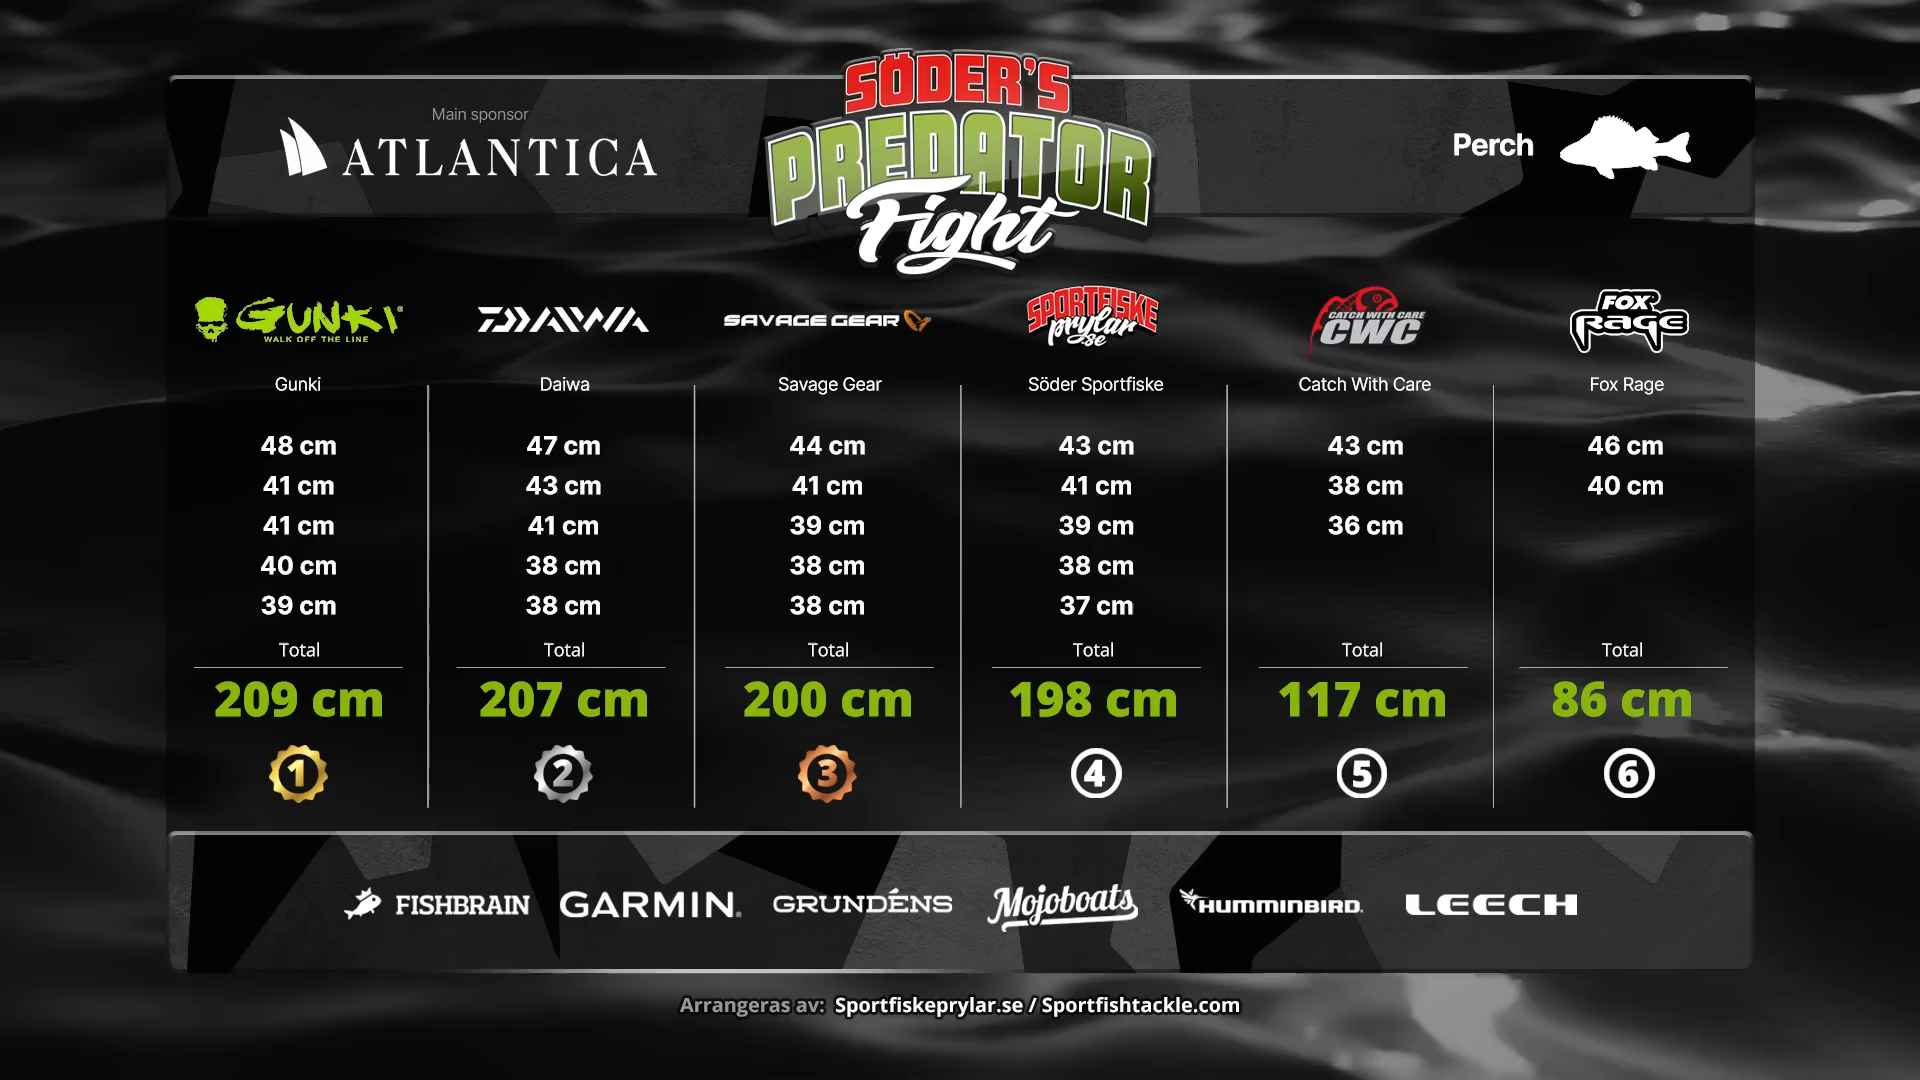 SÖDER'S
PREDATOR
Fight
Main sponsor
ATLANTICA
Perch
GUNKI
WALK OFF THE LINE
DAIWA
SAVAGE GEAR
SPORTFISKE
prylar
.se
CATCH WITH CARE
CWC
FOX
RAGE
Gunki Daiwa Savage Gear Söder Sportfiske Catch With Care Fox Rage
48 cm 47 cm 44 cm 43 cm 43 cm 46 cm
41 cm 43 cm 41 cm 41 cm 38 cm 40 cm
41 cm 41 cm 39 cm 39 cm 36 cm
40 cm 38 cm 38 cm 38 cm
39 cm 38 cm 38 cm 37 cm
Total Total Total Total Total Total
209 cm 207 cm 200 cm 198 cm 117 cm 86 cm
1 2 3 4 5 6
FISHBRAIN GARMIN GRUNDÉNS Mojoboats HUMMINBIRD LEECH
Arrangeras av: Sportfiskeprylar.se / Sportfishtackle.com